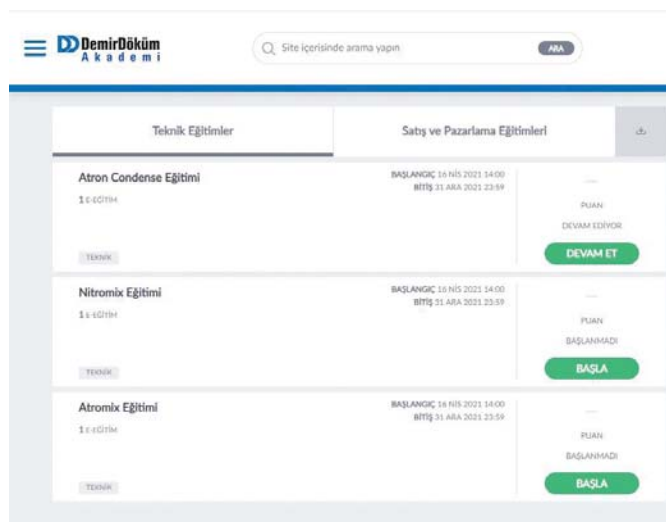 DemirDöküm
Akademi
Site içerisinde arama yapın
ARA
Teknik Eğitimler
Satış ve Pazarlama Eğitimleri
Atron Condense Eğitimi
1 E-EĞİTİM
TEKNİK
BAŞLANGIÇ 16 NİS 2021 14:00
BİTİŞ 31 ARA 2021 23:59
PUAN
DEVAM EDİYOR
DEVAM ET
Nitromix Eğitimi
1 E-EĞİTİM
TEKNİK
BAŞLANGIÇ 16 NİS 2021 14:00
BİTİŞ 31 ARA 2021 23:59
PUAN
BAŞLANMADI
BAŞLA
Atromix Eğitimi
1 E-EĞİTİM
TEKNİK
BAŞLANGIÇ 16 NİS 2021 14:00
BİTİŞ 31 ARA 2021 23:59
PUAN
BAŞLANMADI
BAŞLA